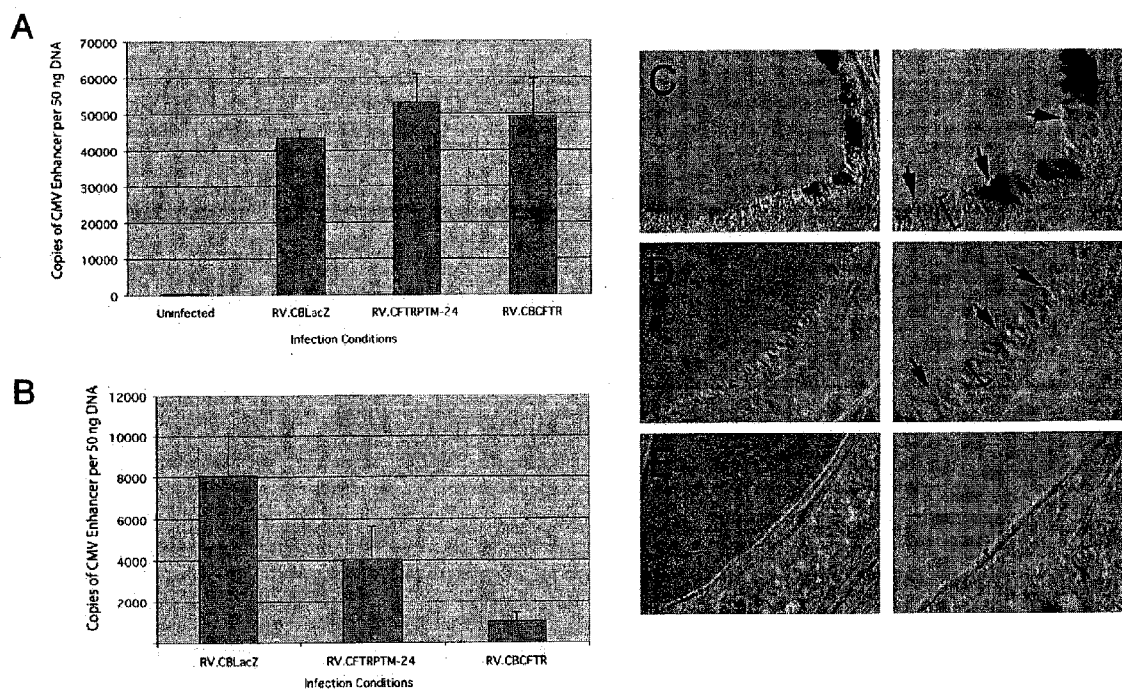 A
Copies of CMV Enhancer per 50 ng DNA
70000
60000
50000
40000
30000
20000
10000
0
Uninfected
RV.CBLacZ
RV.CFTRPTM-24
RV.CBCFTR
Infection Conditions
B
Copies of CMV Enhancer per 50 ng DNA
12000
10000
8000
6000
4000
2000
RV.CBLacZ
RV.CFTRPTM-24
RV.CBCFTR
Infection Conditions
C
D
E